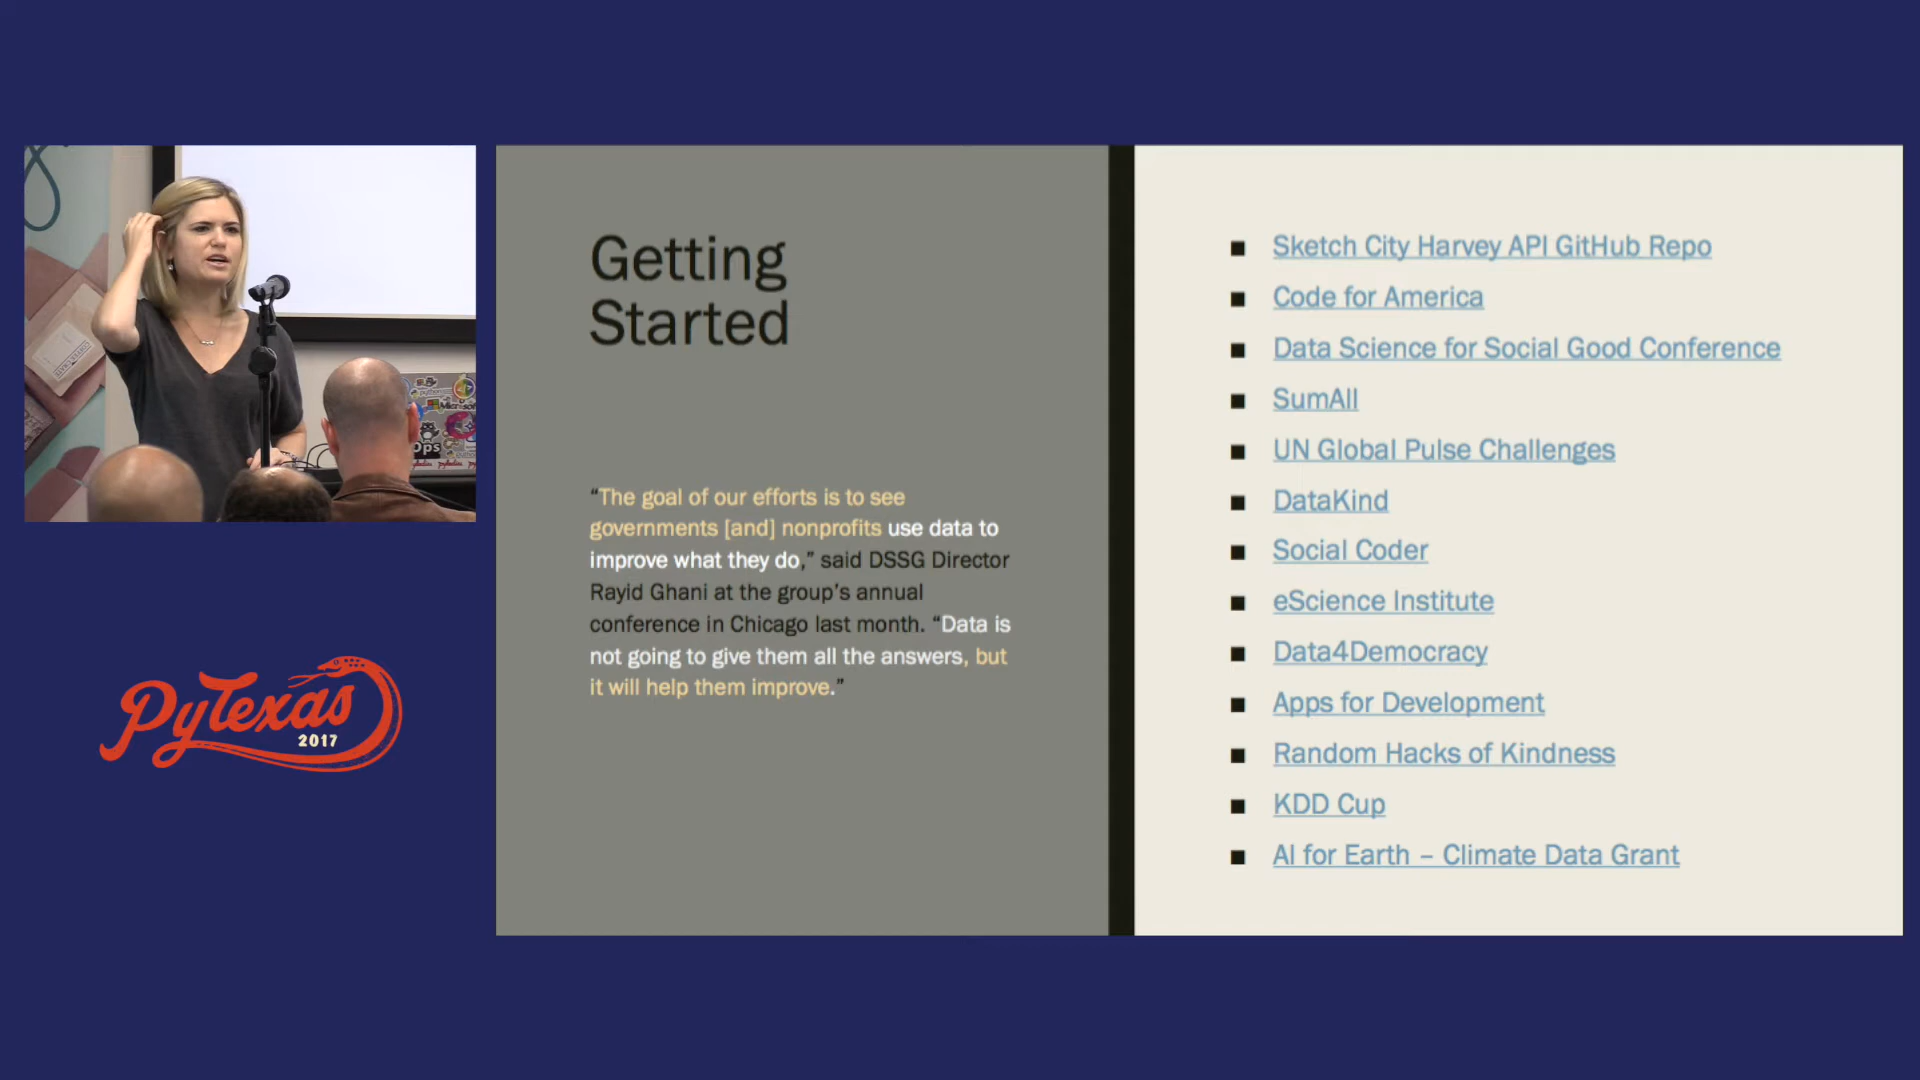 Getting
Started
“The goal of our efforts is to see
governments [and] nonprofits use data to
improve what they do,” said DSSG Director
Rayid Ghani at the group’s annual
conference in Chicago last month. “Data is
not going to give them all the answers, but
it will help them improve.”
■ Sketch City Harvey API GitHub Repo
■ Code for America
■ Data Science for Social Good Conference
■ SumAll
■ UN Global Pulse Challenges
■ DataKind
■ Social Coder
■ eScience Institute
■ Data4Democracy
■ Apps for Development
■ Random Hacks of Kindness
■ KDD Cup
■ AI for Earth – Climate Data Grant
Microsoft
Ops
PyTexas
2017